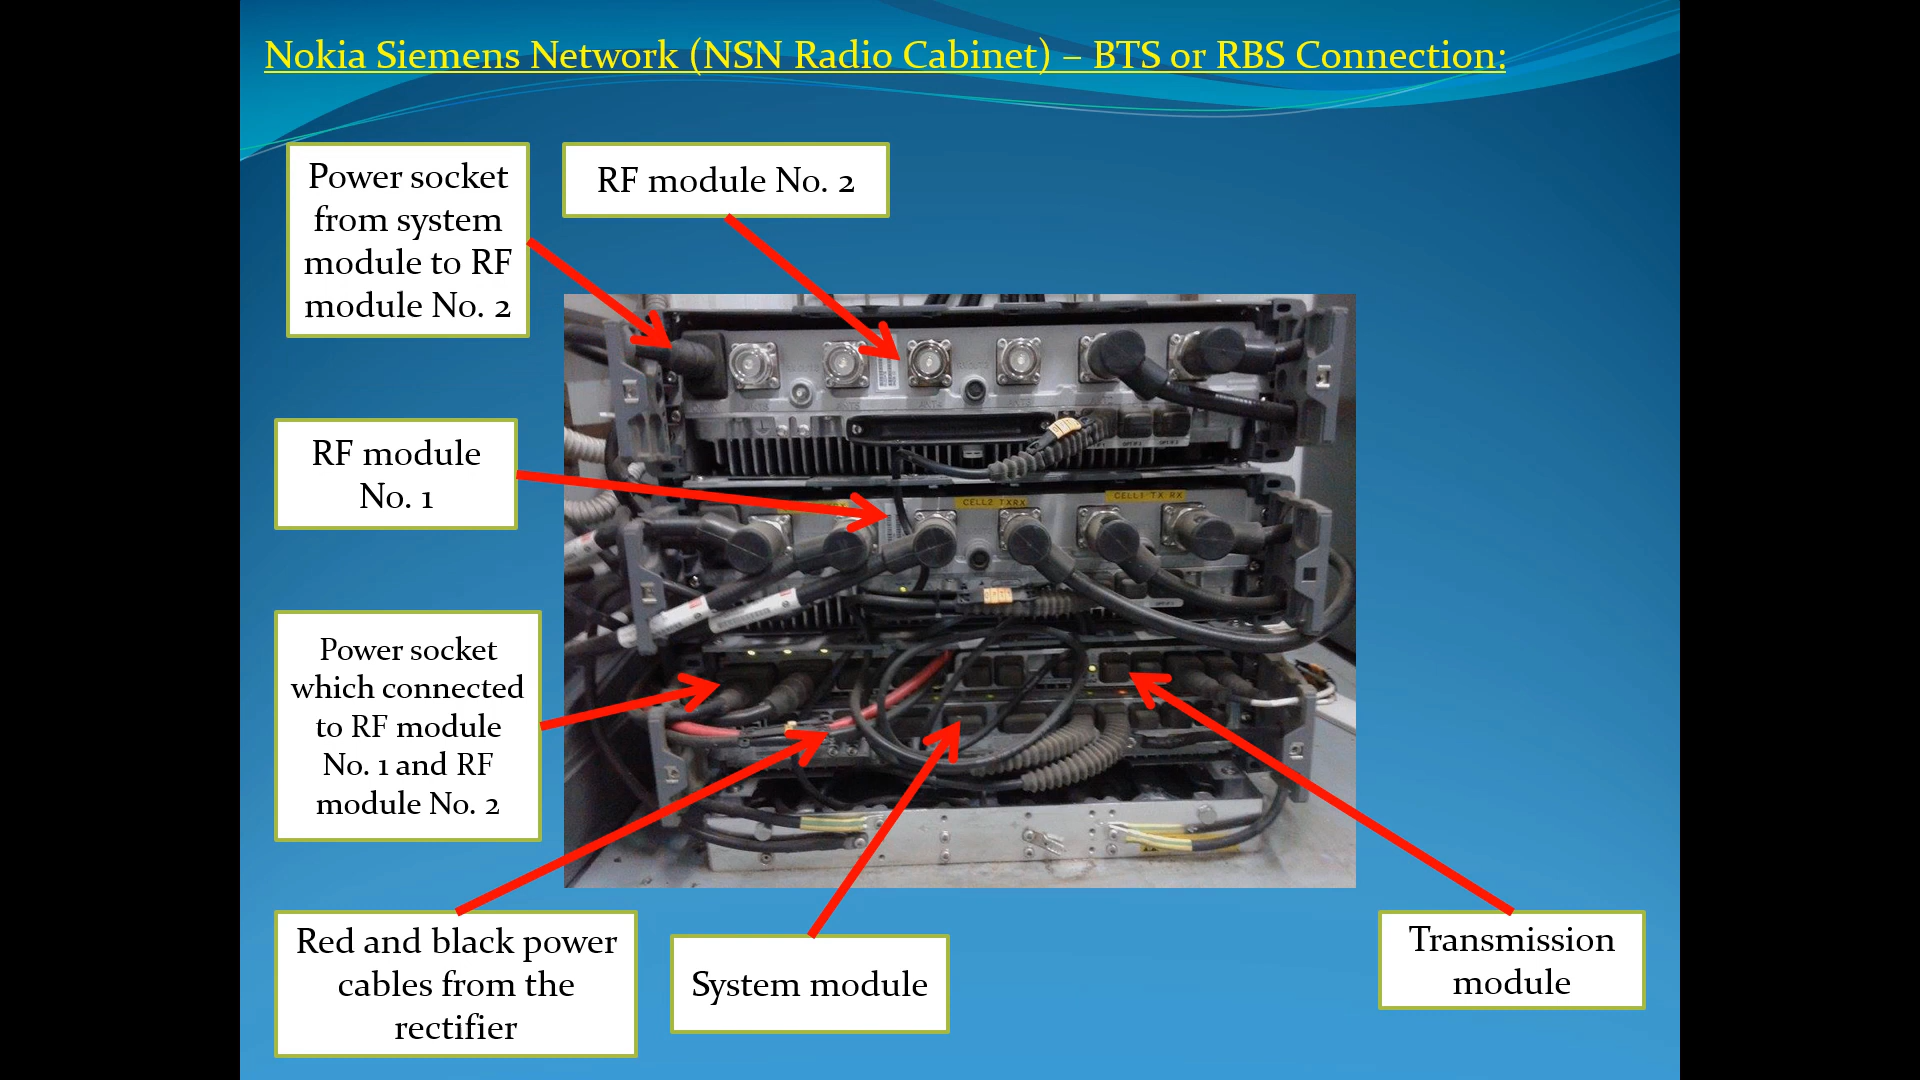 Nokia Siemens Network (NSN Radio Cabinet) – BTS or RBS Connection:
Power socket
from system
module to RF
module No. 2
RF module No. 2
RF module
No. 1
CELL2 TXRX
CELL1 TX RX
Power socket
which connected
to RF module
No. 1 and RF
module No. 2
Red and black power
cables from the
rectifier
System module
Transmission
module